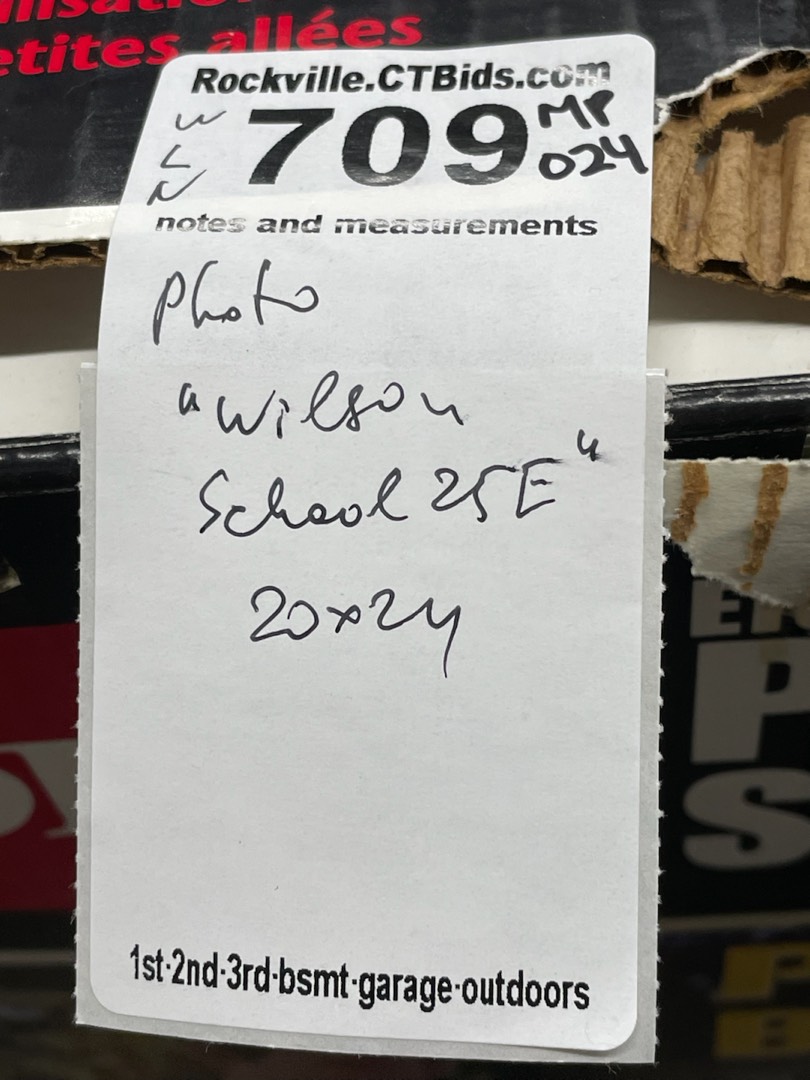 etites allées
Rockville.CTBids.com
W
L
N
709
MP
024
notes and measurements
Photo
"Wilson
School 25E"
20x24
1st·2nd·3rd·bsmt·garage·outdoors
P
S